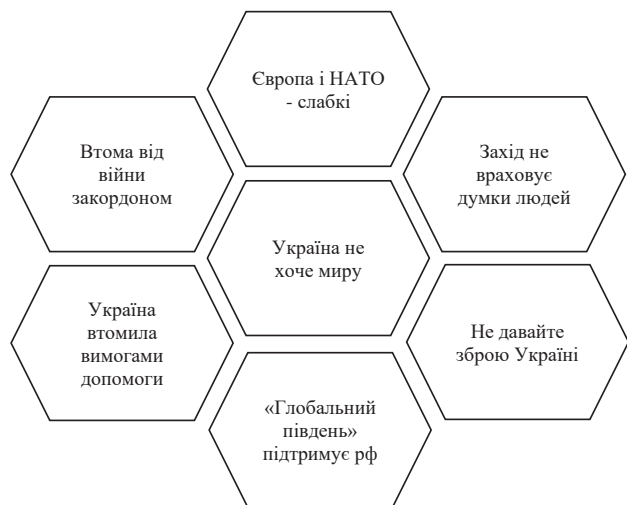 Європа і НАТО
- слабкі
Втома від
війни
закордоном
Захід не
враховує
думки людей
Україна не
хоче миру
Україна
втомила
вимогами
допомоги
Не давайте
зброю Україні
«Глобальний
південь»
підтримує рф